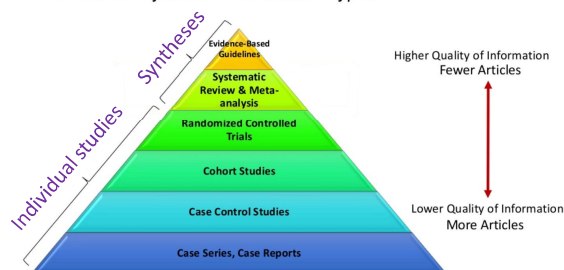 Evidence-Based
Guidelines
Systematic
Review & Meta-
analysis
Randomized Controlled
Trials
Cohort Studies
Case Control Studies
Case Series, Case Reports
Syntheses
Individual studies
Higher Quality of Information
Fewer Articles
Lower Quality of Information
More Articles